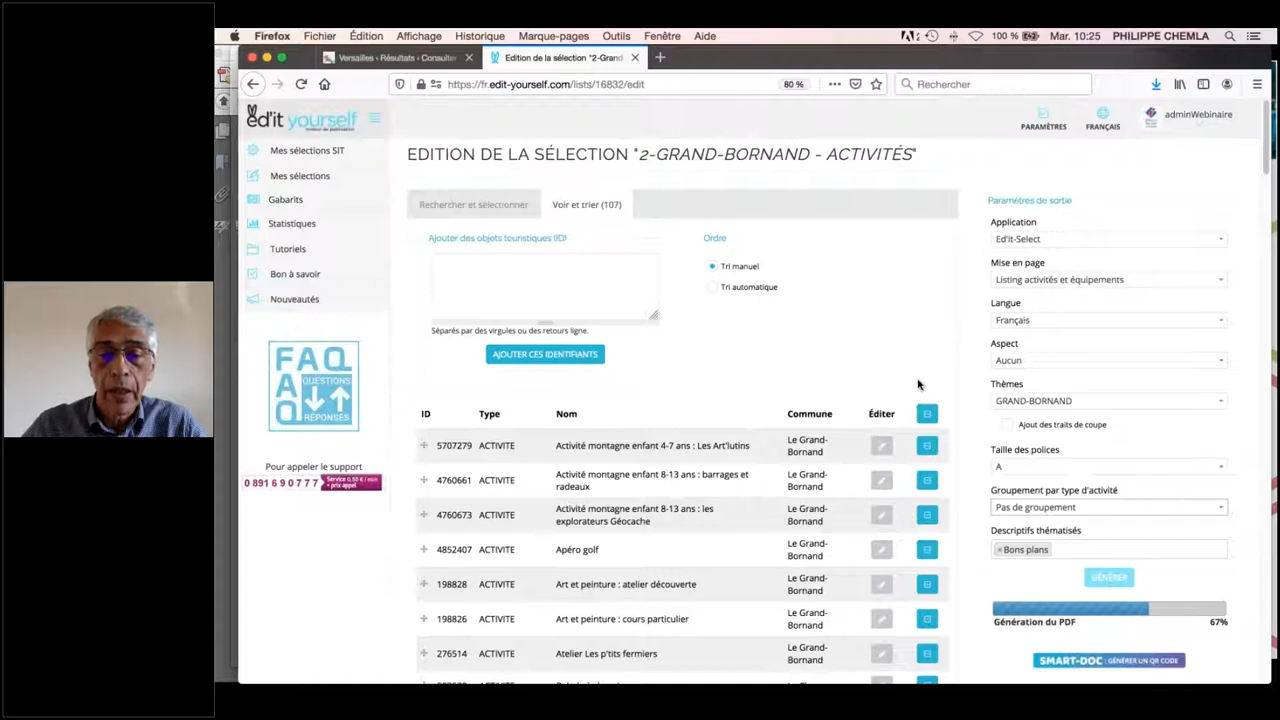 Firefox Fichier Édition Affichage Historique Marque-pages Outils Fenêtre Aide
100 % Mar. 10:25 PHILIPPE CHEMLA
Versailles ‹ Résultats ‹ Consulta
Edition de la sélection "2-Grand-
https://fr.edit-yourself.com/lists/16832/edit
80 %
Rechercher
éd'it yourself
PARAMÈTRES
FRANÇAIS
adminWebinaire
Mes sélections SIT
Mes sélections
Gabarits
Statistiques
Tutoriels
Bon à savoir
Nouveautés
FAQ
QUESTIONS
RÉPONSES
Pour appeler le support
0 891 690 777 Service 0,50 € / min
+ prix appel
EDITION DE LA SÉLECTION "2-GRAND-BORNAND - ACTIVITÉS"
Rechercher et sélectionner
Voir et trier (107)
Ajouter des objets touristiques (ID)
Séparés par des virgules ou des retours ligne.
AJOUTER CES IDENTIFIANTS
Ordre
Tri manuel
Tri automatique
ID Type Nom Commune Éditer
5707279 ACTIVITE Activité montagne enfant 4-7 ans : Les Art'lutins Le Grand-
Bornand
4760661 ACTIVITE Activité montagne enfant 8-13 ans : barrages et
radeaux Le Grand-
Bornand
4760673 ACTIVITE Activité montagne enfant 8-13 ans : les
explorateurs Géocache Le Grand-
Bornand
4852407 ACTIVITE Apéro golf Le Grand-
Bornand
198828 ACTIVITE Art et peinture : atelier découverte Le Grand-
Bornand
198826 ACTIVITE Art et peinture : cours particulier Le Grand-
Bornand
276514 ACTIVITE Atelier Les p'tits fermiers Le Grand-
Bornand
Paramètres de sortie
Application
Ed'it-Select
Mise en page
Listing activités et équipements
Langue
Français
Aspect
Aucun
Thèmes
GRAND-BORNAND
Ajout des traits de coupe
Taille des polices
A
Groupement par type d'activité
Pas de groupement
Descriptifs thématisés
× Bons plans
GÉNÉRER
Génération du PDF 67%
SMART-DOC : GÉNÉRER UN QR CODE